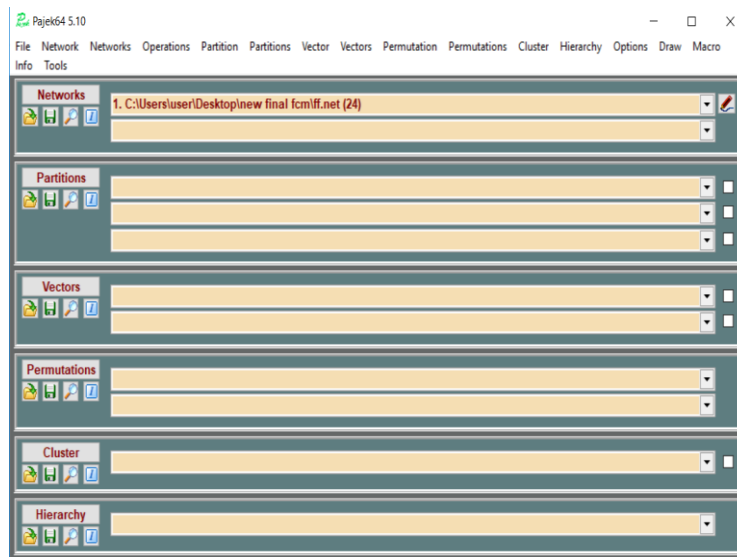 Pajek64 5.10
File Network Networks Operations Partition Partitions Vector Vectors Permutation Permutations Cluster Hierarchy Options Draw Macro
Info Tools
Networks
1. C:\Users\user\Desktop\new final fcm\ff.net (24)
Partitions
Vectors
Permutations
Cluster
Hierarchy